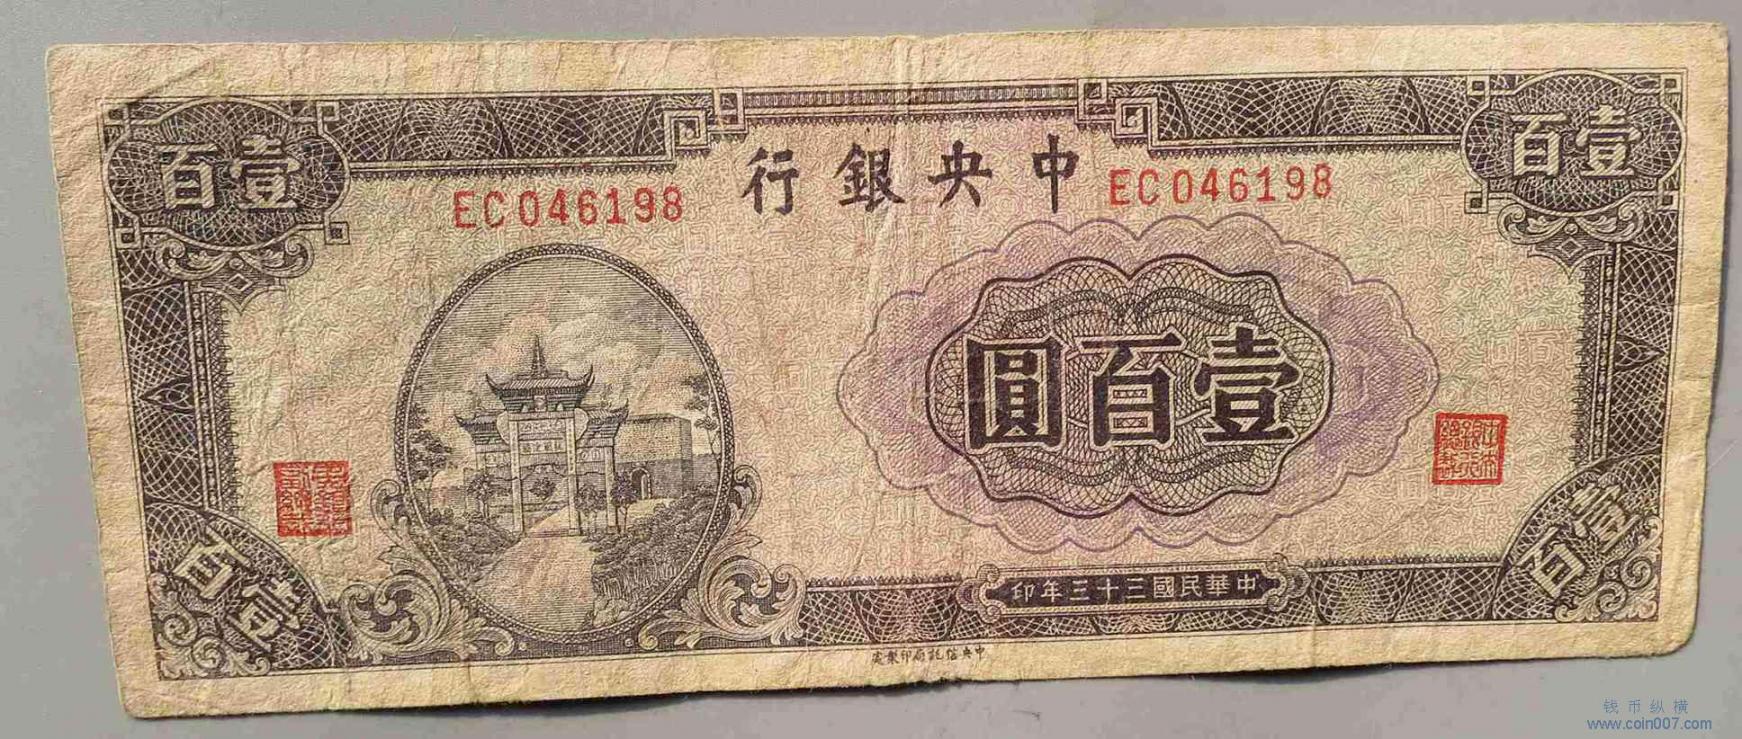 壹百
壹百
中央銀行
EC046198
EC046198
壹百圓
中華民國三十三年印
壹百
壹百
中央信託局印製處
钱币纵横
www.coin007.com